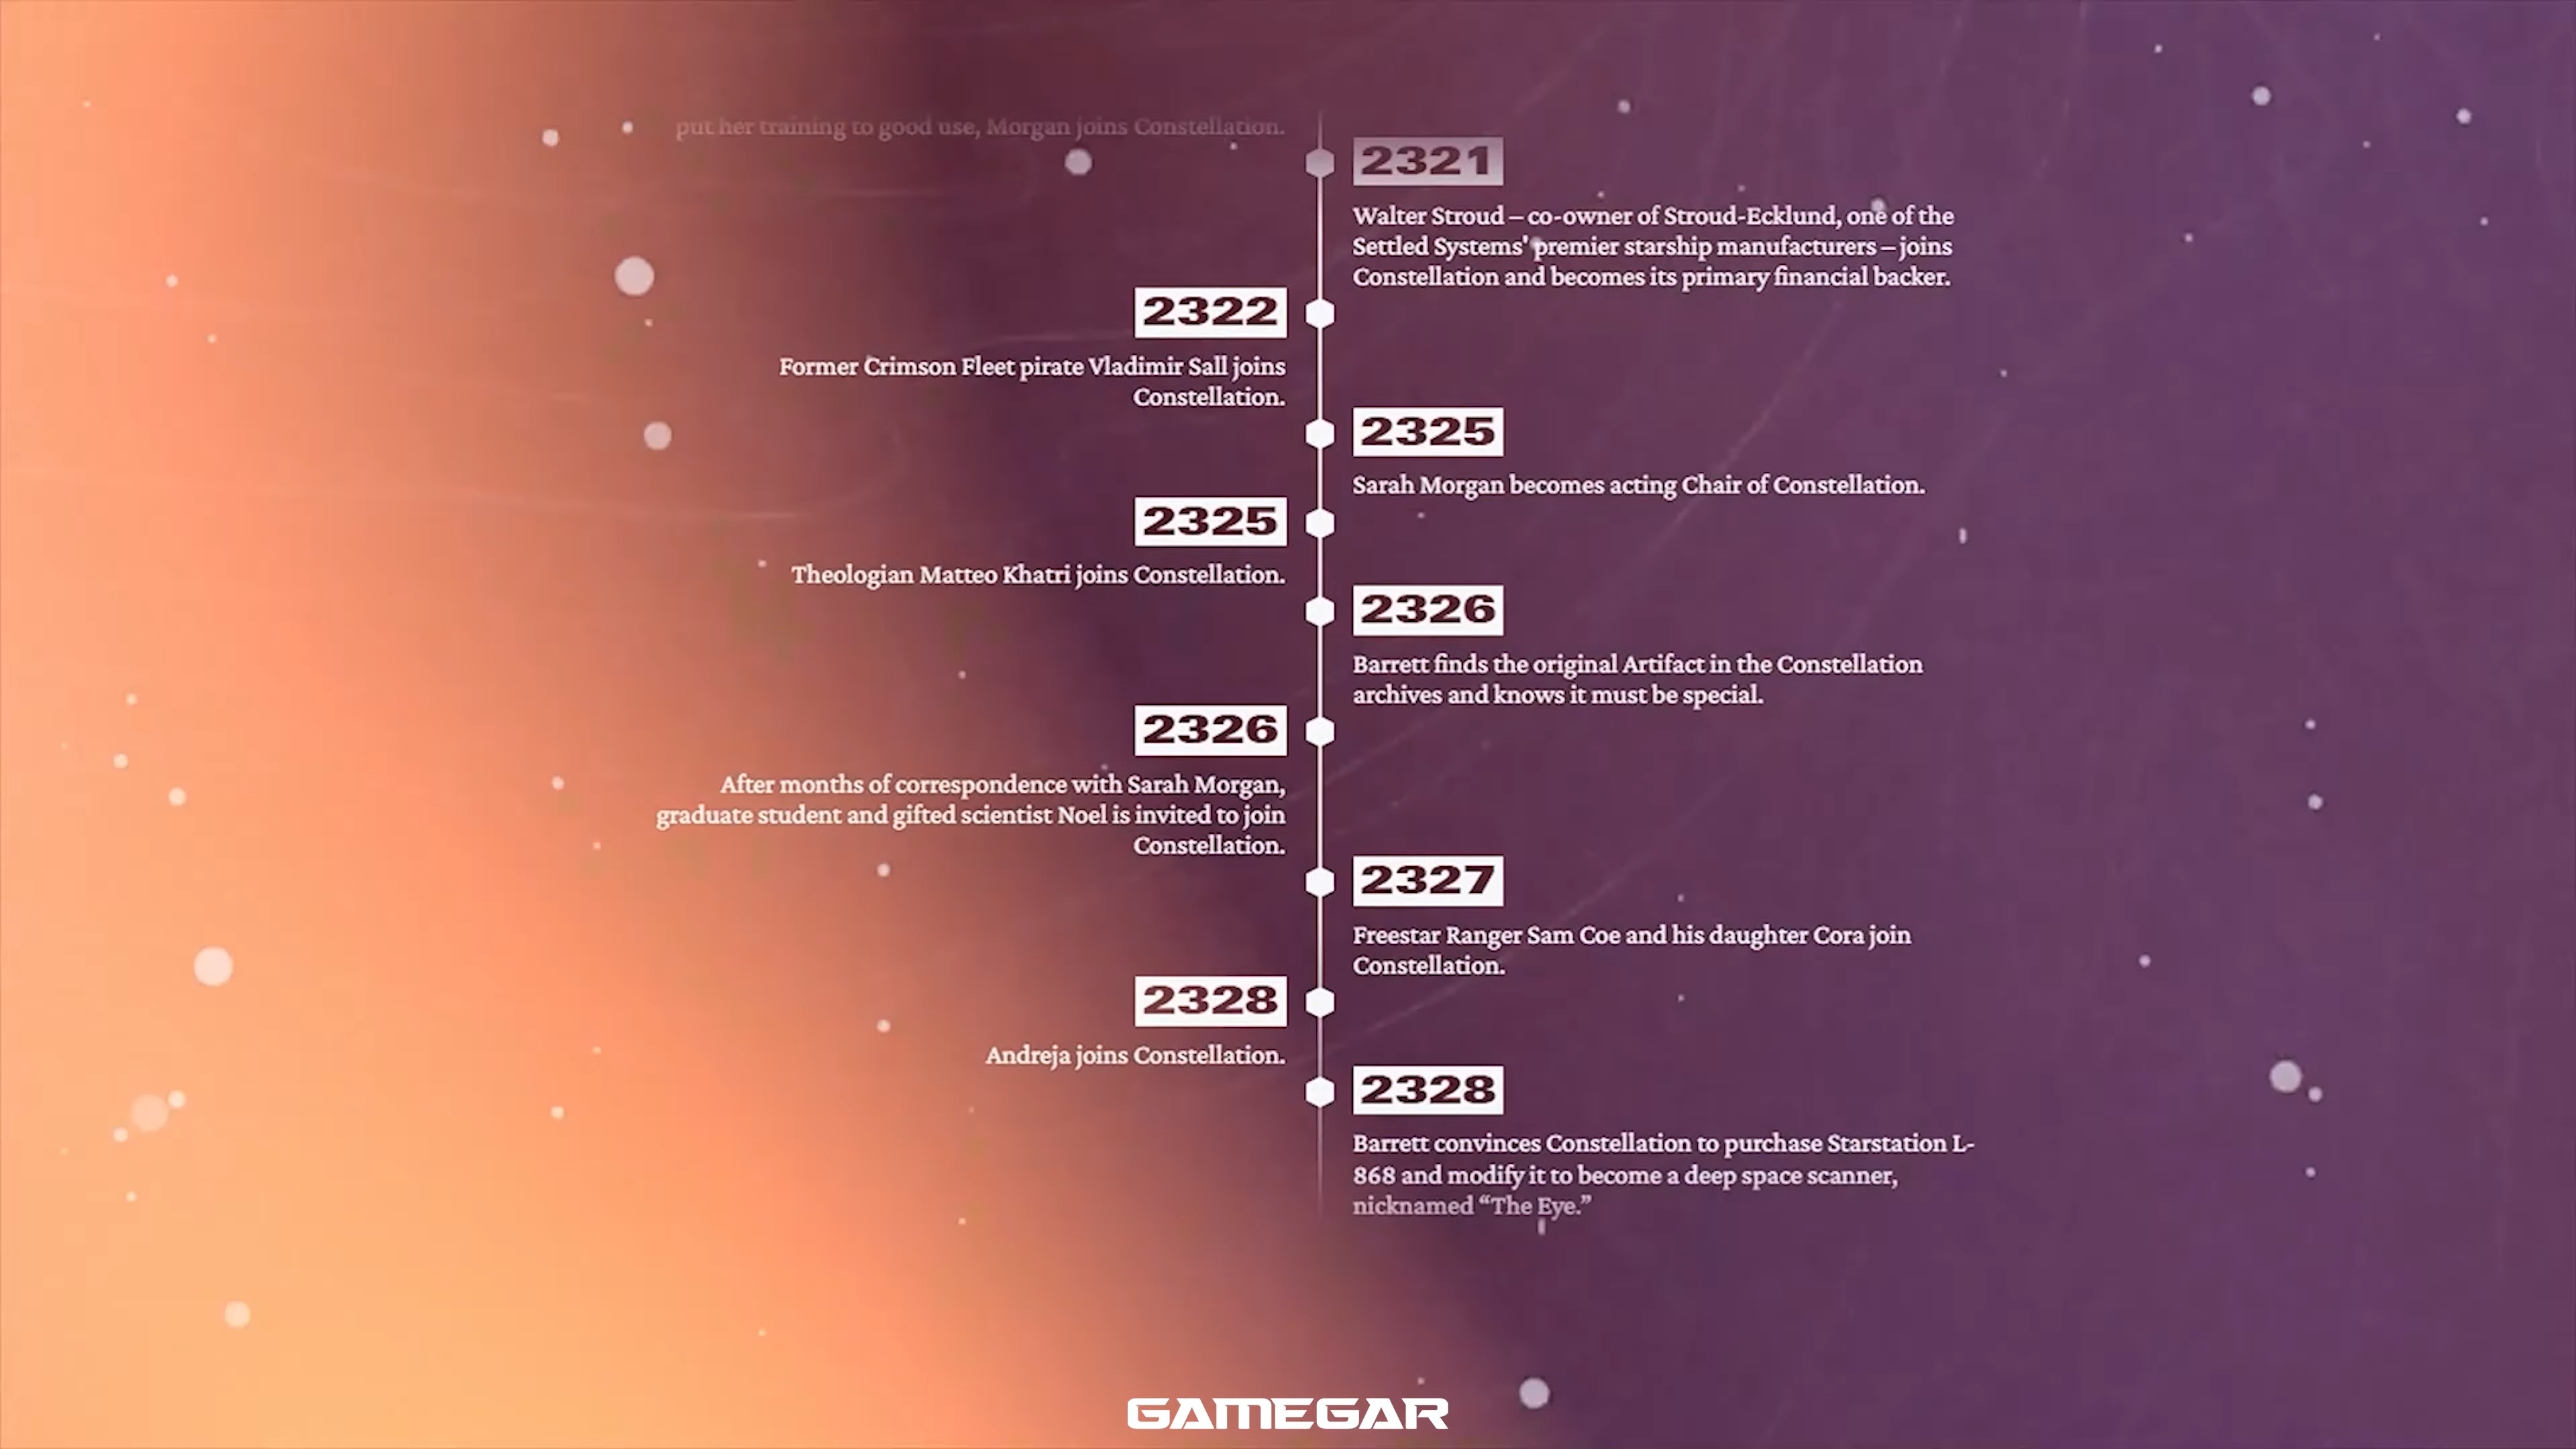 put her training to good use, Morgan joins Constellation.
2321
Walter Stroud – co-owner of Stroud-Ecklund, one of the
Settled Systems' premier starship manufacturers – joins
Constellation and becomes its primary financial backer.
2322
Former Crimson Fleet pirate Vladimir Sall joins
Constellation.
2325
Sarah Morgan becomes acting Chair of Constellation.
2325
Theologian Matteo Khatri joins Constellation.
2326
Barrett finds the original Artifact in the Constellation
archives and knows it must be special.
2326
After months of correspondence with Sarah Morgan,
graduate student and gifted scientist Noel is invited to join
Constellation.
2327
Freestar Ranger Sam Coe and his daughter Cora join
Constellation.
2328
Andreja joins Constellation.
2328
Barrett convinces Constellation to purchase Starstation L-
868 and modify it to become a deep space scanner,
nicknamed “The Eye.”
GAMEGAR